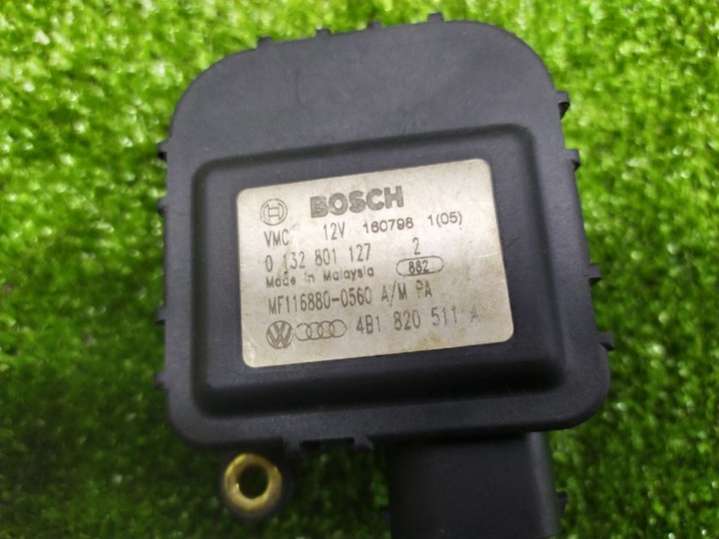 BOSCH
VMC 12V 160798 1(05)
0 132 801 127 2
Made in Malaysia 882
MF116880-0560 A/M PA
4B1 820 511 A